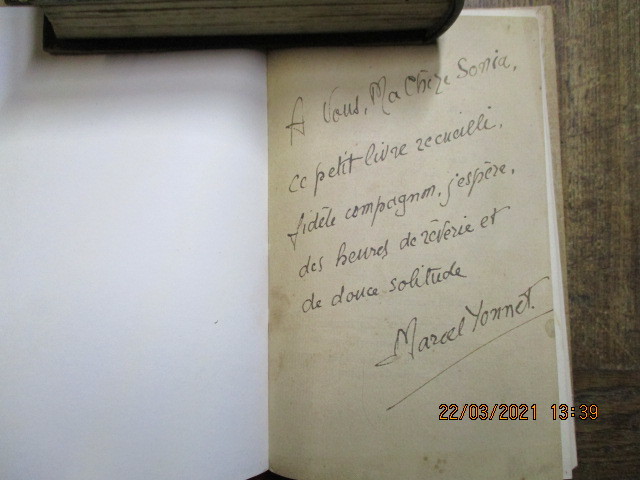 A Vous, Ma Chère Sonia,
ce petit livre recueilli,
fidèle compagnon, j'espère,
des heures de rêverie et
de douce solitude
Marcel Yonnet.
22/03/2021 13:39